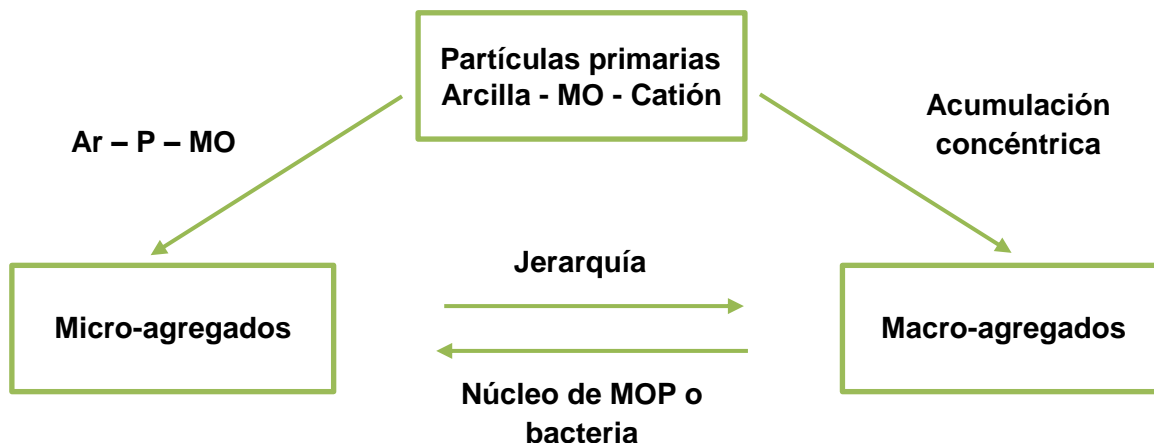 Partículas primarias
Arcilla - MO - Catión
Ar – P – MO
Acumulación
concéntrica
Jerarquía
Micro-agregados
Macro-agregados
Núcleo de MOP o
bacteria